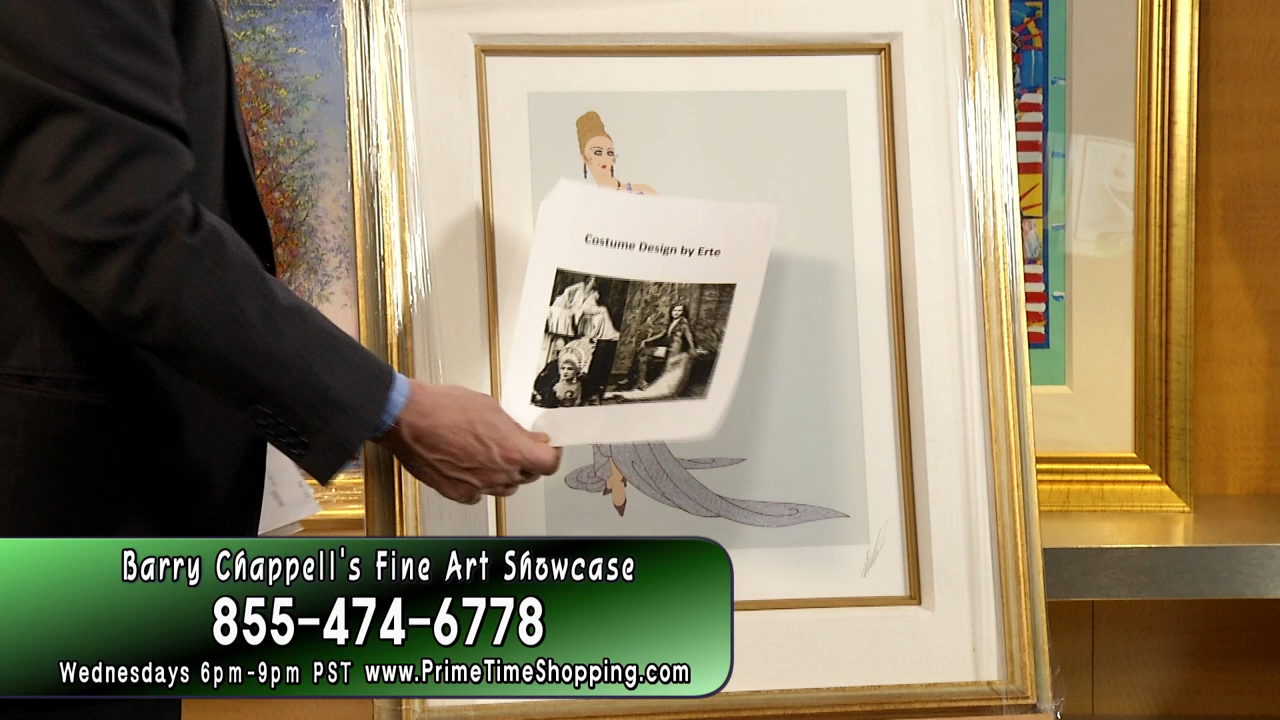 Costume Design by Erte
Barry Chappell's Fine Art Showcase
855-474-6778
Wednesdays 6pm-9pm PST www.PrimeTimeShopping.com